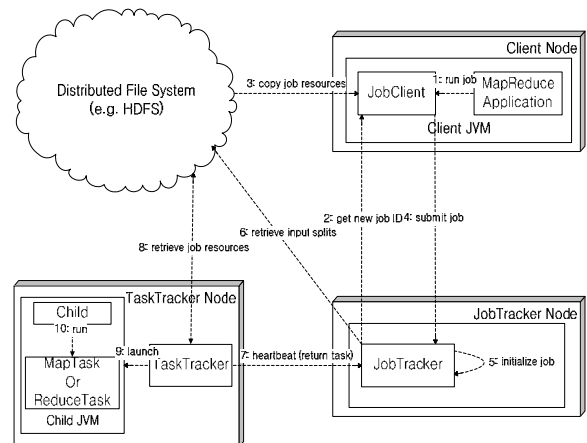 Client Node
Distributed File System
(e.g. HDFS)
3: copy job resources
JobClient
1: run job
MapReduce
Application
Client JVM
2: get new job ID
4: submit job
6: retrieve input splits
8: retrieve job resources
TaskTracker Node
Child
10: run
MapTask
Or
ReduceTask
Child JVM
9: launch
TaskTracker
7: heartbeat (return task)
JobTracker Node
JobTracker
5: initialize job